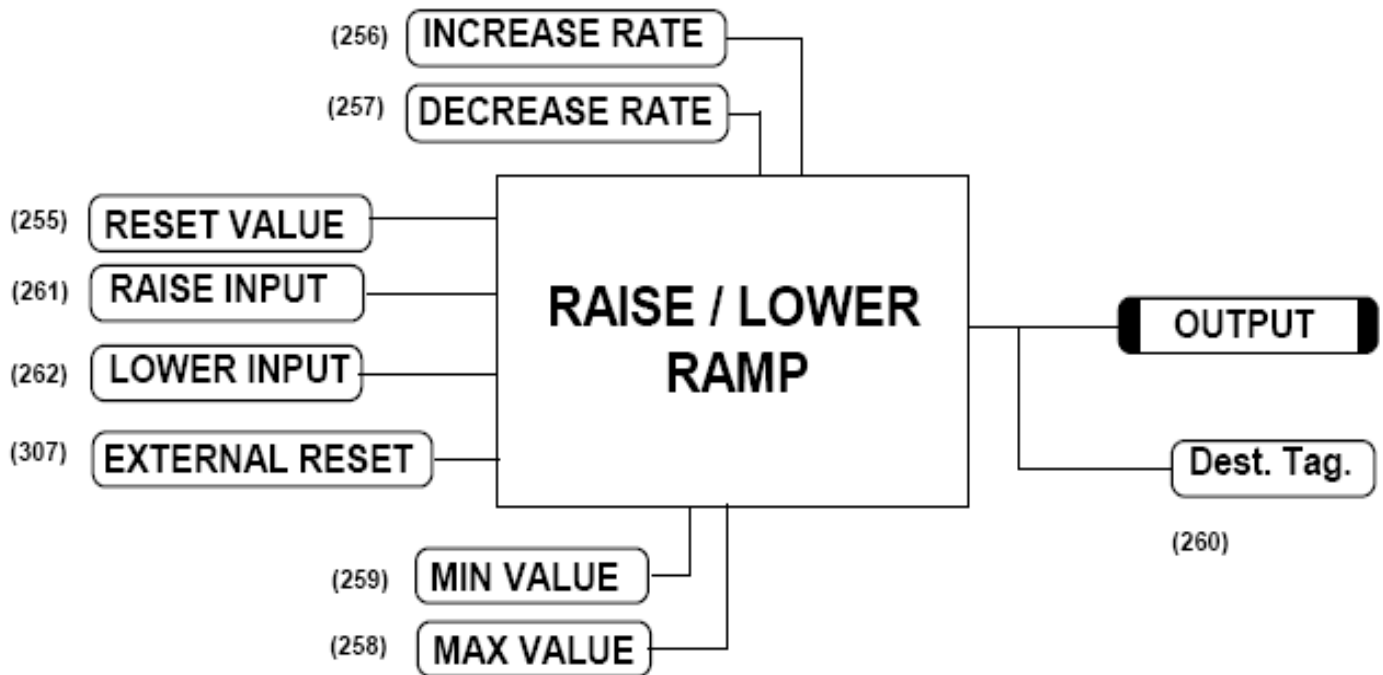 (256) INCREASE RATE
(257) DECREASE RATE
(255) RESET VALUE
(261) RAISE INPUT
(262) LOWER INPUT
(307) EXTERNAL RESET
RAISE / LOWER
RAMP
OUTPUT
Dest. Tag.
(260)
(259) MIN VALUE
(258) MAX VALUE